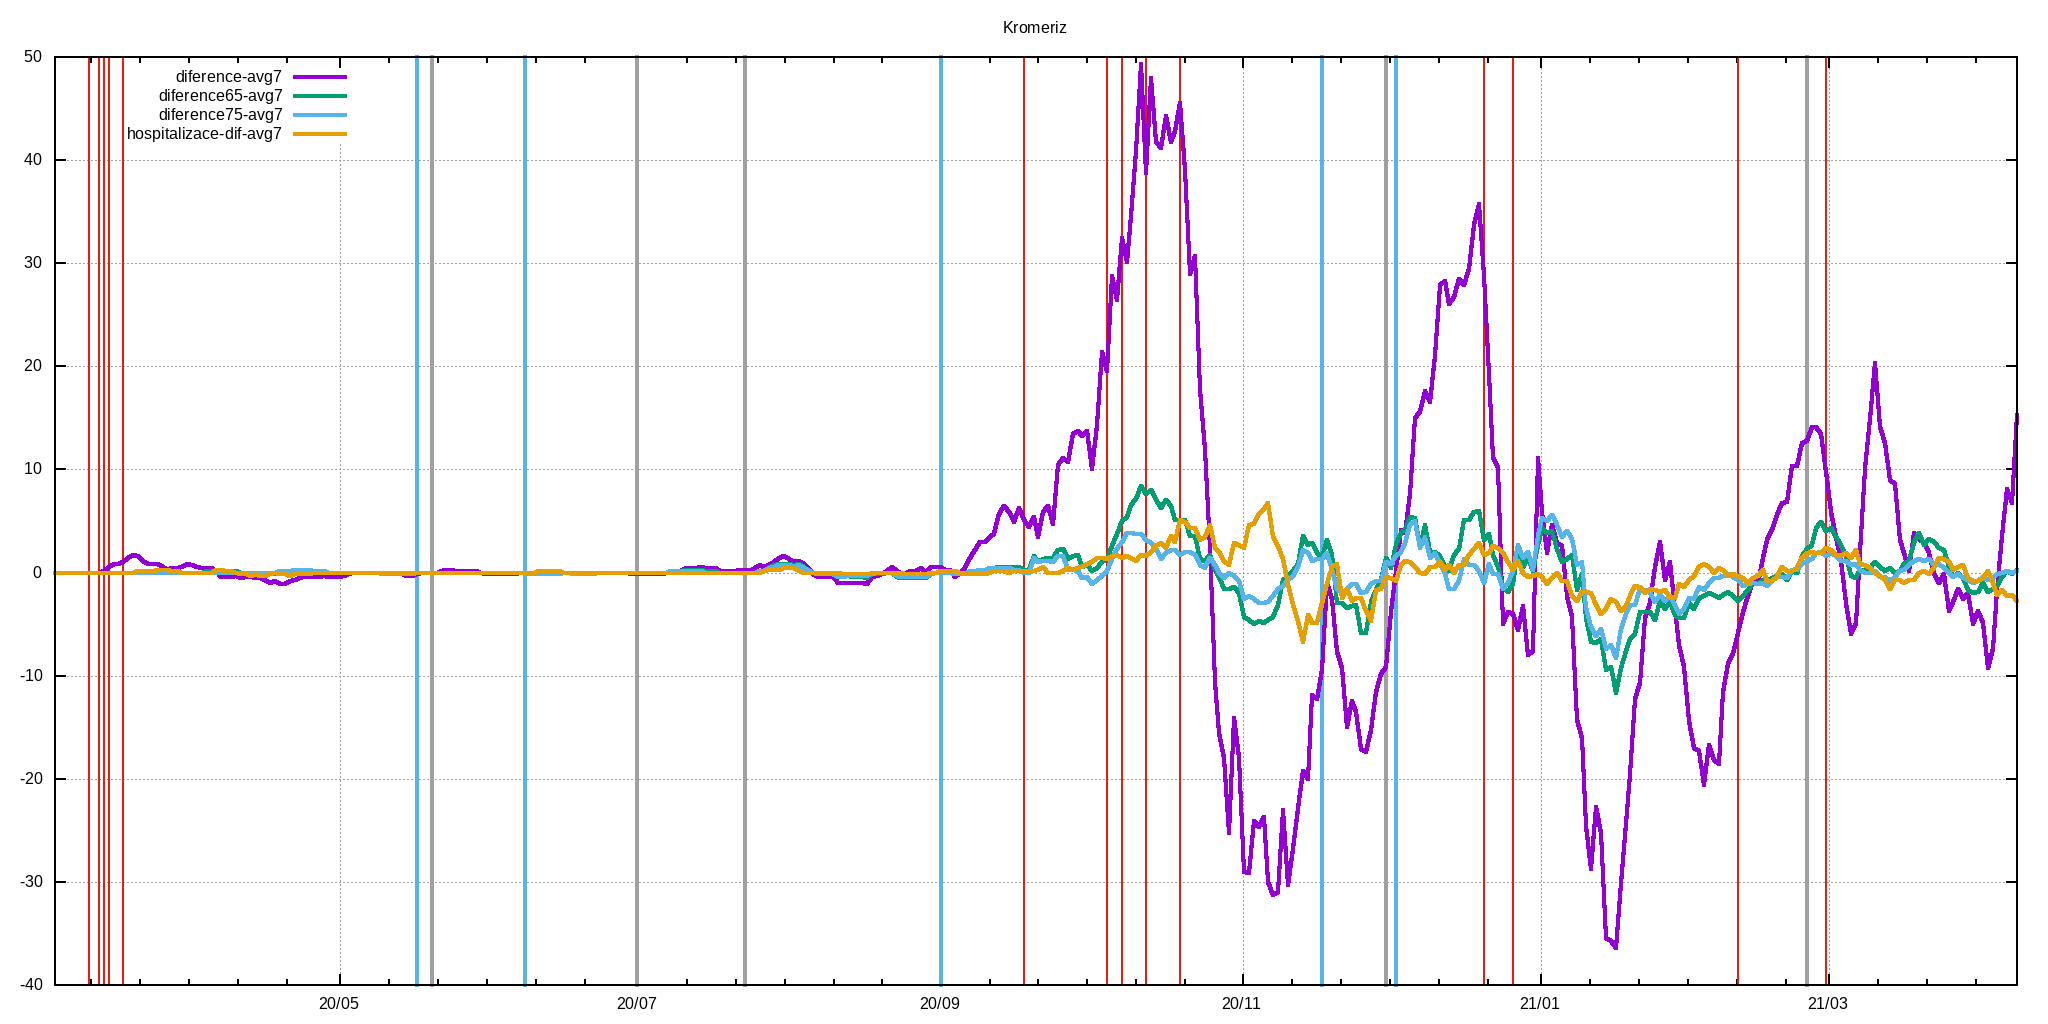 Kromeriz
50
diference-avg7
diference65-avg7
diference75-avg7
hospitalizace-dif-avg7
40
30
20
10
0
-10
-20
-30
-40
20/05 20/07 20/09 20/11 21/01 21/03